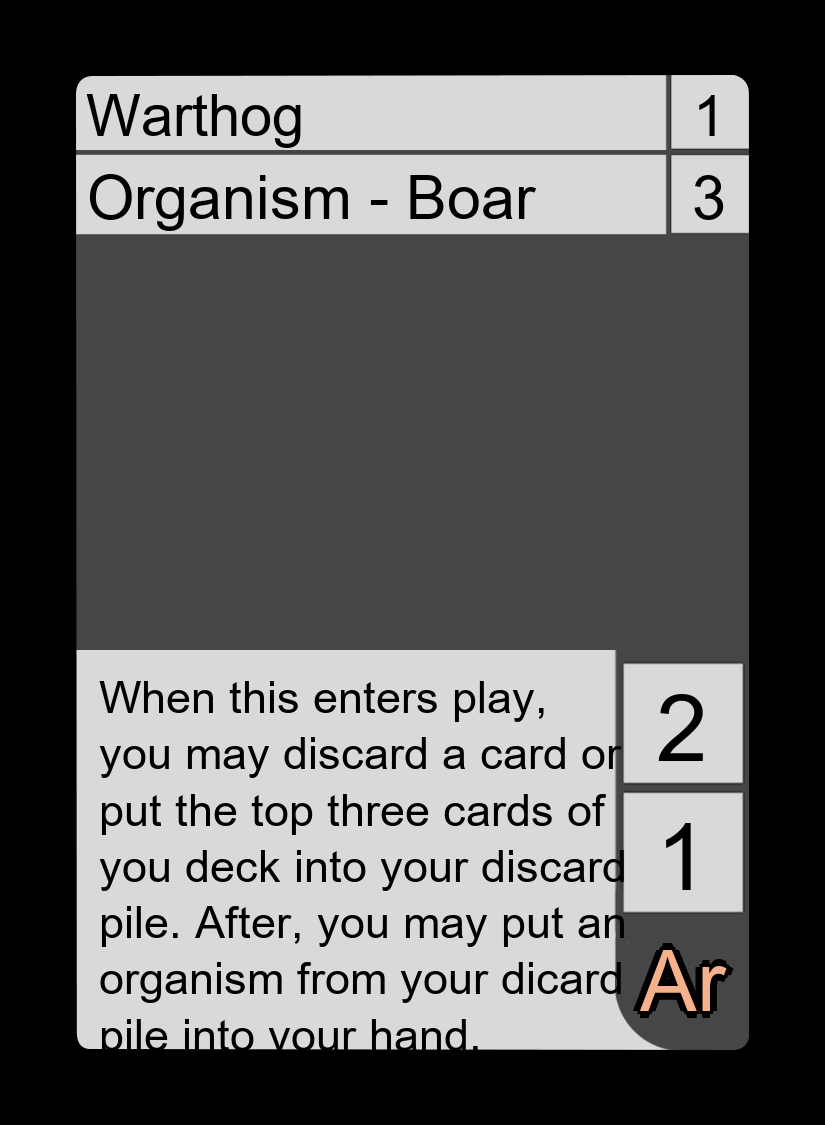 Warthog 1
Organism - Boar 3
When this enters play,
you may discard a card or
put the top three cards of
you deck into your discard
pile. After, you may put an
organism from your dicard
pile into your hand.
2
1
Ar